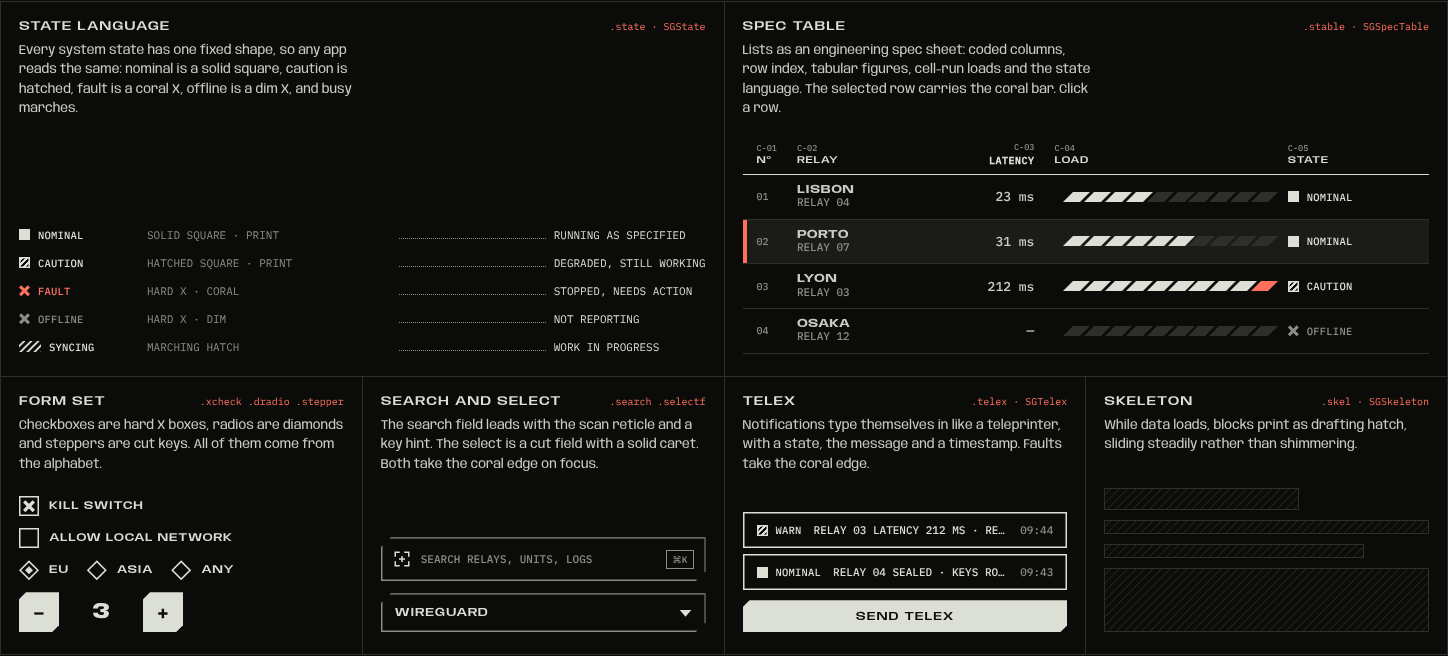 STATE LANGUAGE
.state · SGState
Every system state has one fixed shape, so any app
reads the same: nominal is a solid square, caution is
hatched, fault is a coral X, offline is a dim X, and busy
marches.
NOMINAL SOLID SQUARE · PRINT RUNNING AS SPECIFIED
CAUTION HATCHED SQUARE · PRINT DEGRADED, STILL WORKING
FAULT HARD X · CORAL STOPPED, NEEDS ACTION
OFFLINE HARD X · DIM NOT REPORTING
SYNCING MARCHING HATCH WORK IN PROGRESS
SPEC TABLE
.stable · SGSpecTable
Lists as an engineering spec sheet: coded columns,
row index, tabular figures, cell-run loads and the state
language. The selected row carries the coral bar. Click
a row.
C-01 C-02 C-03 C-04 C-05
N° RELAY LATENCY LOAD STATE
01 LISBON 23 ms NOMINAL
RELAY 04
02 PORTO 31 ms NOMINAL
RELAY 07
03 LYON 212 ms CAUTION
RELAY 03
04 OSAKA — OFFLINE
RELAY 12
FORM SET
.xcheck .dradio .stepper
Checkboxes are hard X boxes, radios are diamonds
and steppers are cut keys. All of them come from
the alphabet.
KILL SWITCH
ALLOW LOCAL NETWORK
EU ASIA ANY
− 3 +
SEARCH AND SELECT
.search .selectf
The search field leads with the scan reticle and a
key hint. The select is a cut field with a solid caret.
Both take the coral edge on focus.
SEARCH RELAYS, UNITS, LOGS ⌘K
WIREGUARD
TELEX
.telex · SGTelex
Notifications type themselves in like a teleprinter,
with a state, the message and a timestamp. Faults
take the coral edge.
WARN RELAY 03 LATENCY 212 MS · RE… 09:44
NOMINAL RELAY 04 SEALED · KEYS RO… 09:43
SEND TELEX
SKELETON
.skel · SGSkeleton
While data loads, blocks print as drafting hatch,
sliding steadily rather than shimmering.